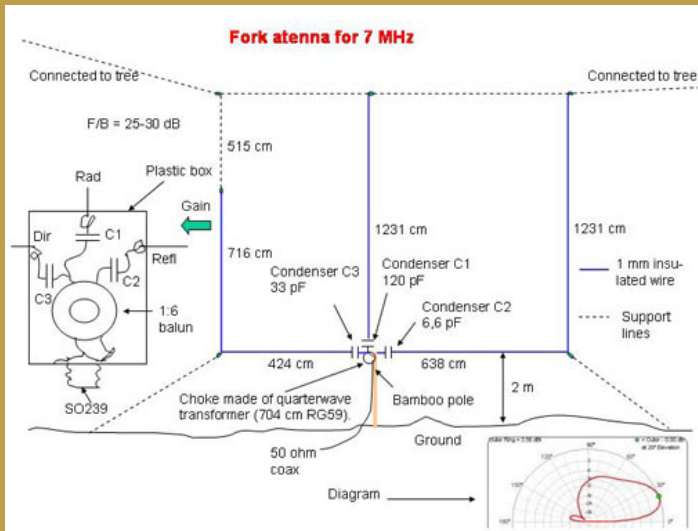 Fork atenna for 7 MHz
Connected to tree
Connected to tree
F/B = 25-30 dB
515 cm
Plastic box
Rad
Gain
Dir
C1
Refl
C2
C3
716 cm
1231 cm
1231 cm
Condenser C3
33 pF
Condenser C1
120 pF
Condenser C2
6,6 pF
1 mm insu-
lated wire
Support
lines
1:6
balun
424 cm
638 cm
2 m
SO239
Choke made of quarterwave
transformer (704 cm RG59).
Bamboo pole
50 ohm
coax
Ground
Diagram